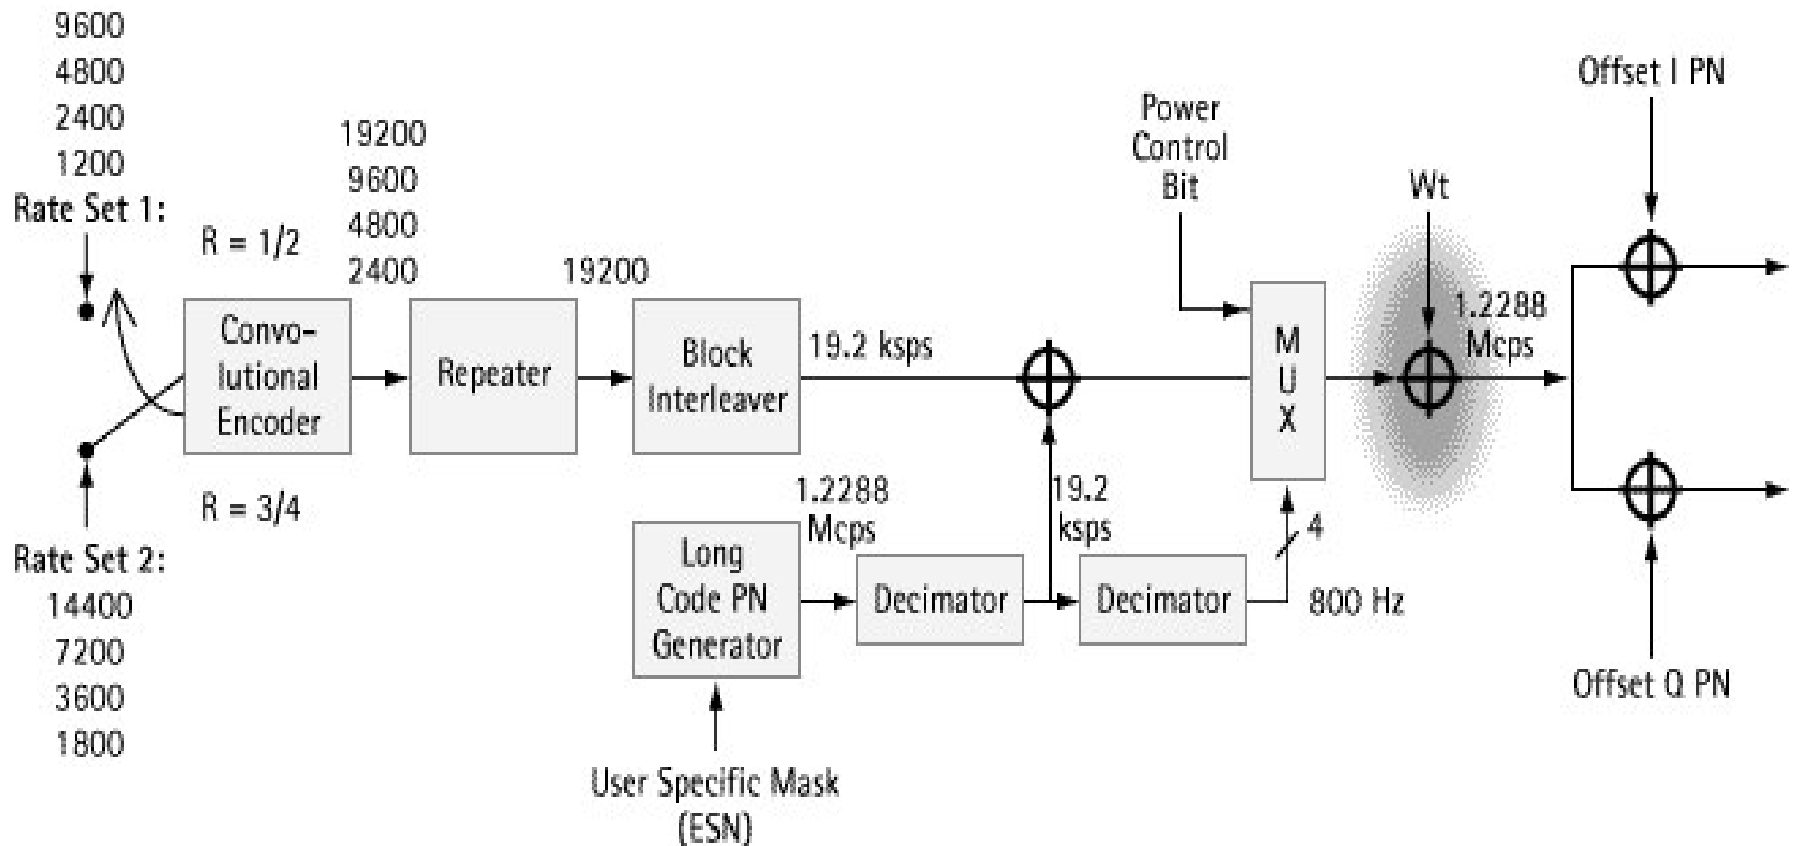 9600
4800
2400
1200
Rate Set 1:
R = 1/2
19200
9600
4800
2400
19200
Convo-
lutional
Encoder
Repeater
Block
Interleaver
19.2 ksps
R = 3/4
Rate Set 2:
14400
7200
3600
1800
Long
Code PN
Generator
1.2288
Mcps
Decimator
19.2
ksps
Decimator
4
800 Hz
User Specific Mask
(ESN)
Power
Control
Bit
M
U
X
Wt
1.2288
Mcps
Offset I PN
Offset Q PN